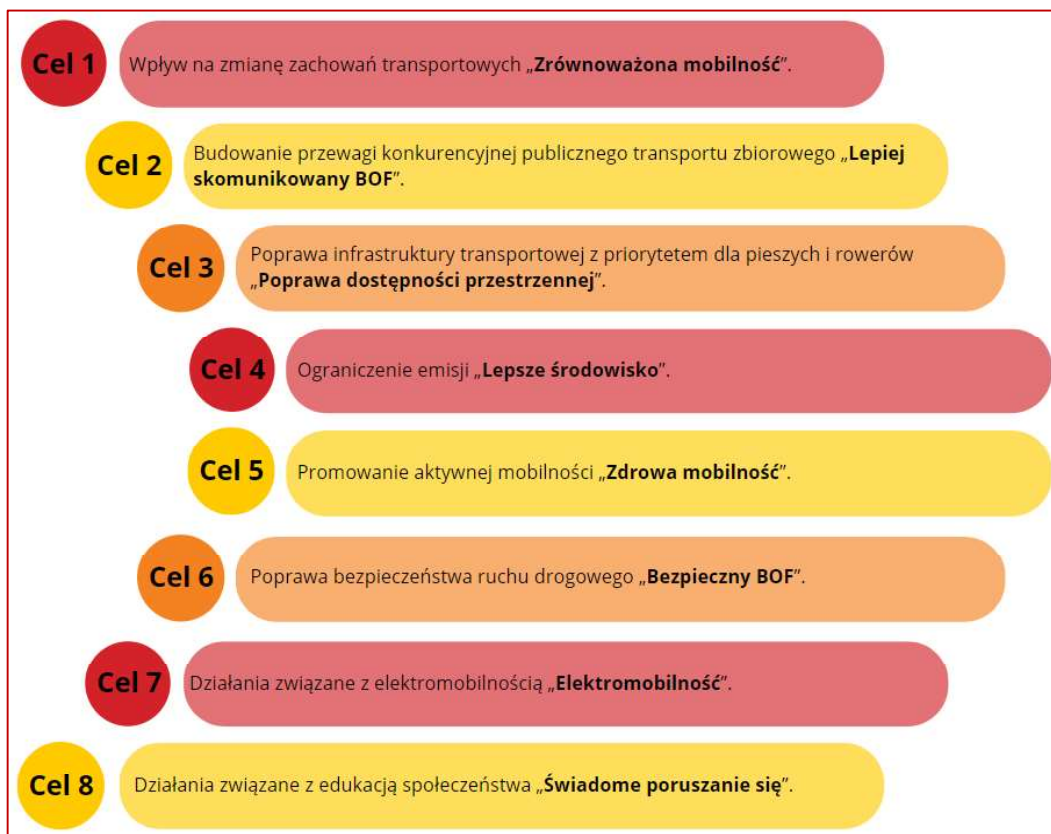 Cel 1
Wpływ na zmianę zachowań transportowych „Zrównoważona mobilność”.
Cel 2
Budowanie przewagi konkurencyjnej publicznego transportu zbiorowego „Lepiej
skomunikowany BOF”.
Cel 3
Poprawa infrastruktury transportowej z priorytetem dla pieszych i rowerów
„Poprawa dostępności przestrzennej”.
Cel 4
Ograniczenie emisji „Lepsze środowisko”.
Cel 5
Promowanie aktywnej mobilności „Zdrowa mobilność”.
Cel 6
Poprawa bezpieczeństwa ruchu drogowego „Bezpieczny BOF”.
Cel 7
Działania związane z elektromobilnością „Elektromobilność”.
Cel 8
Działania związane z edukacją społeczeństwa „Świadome poruszanie się”.